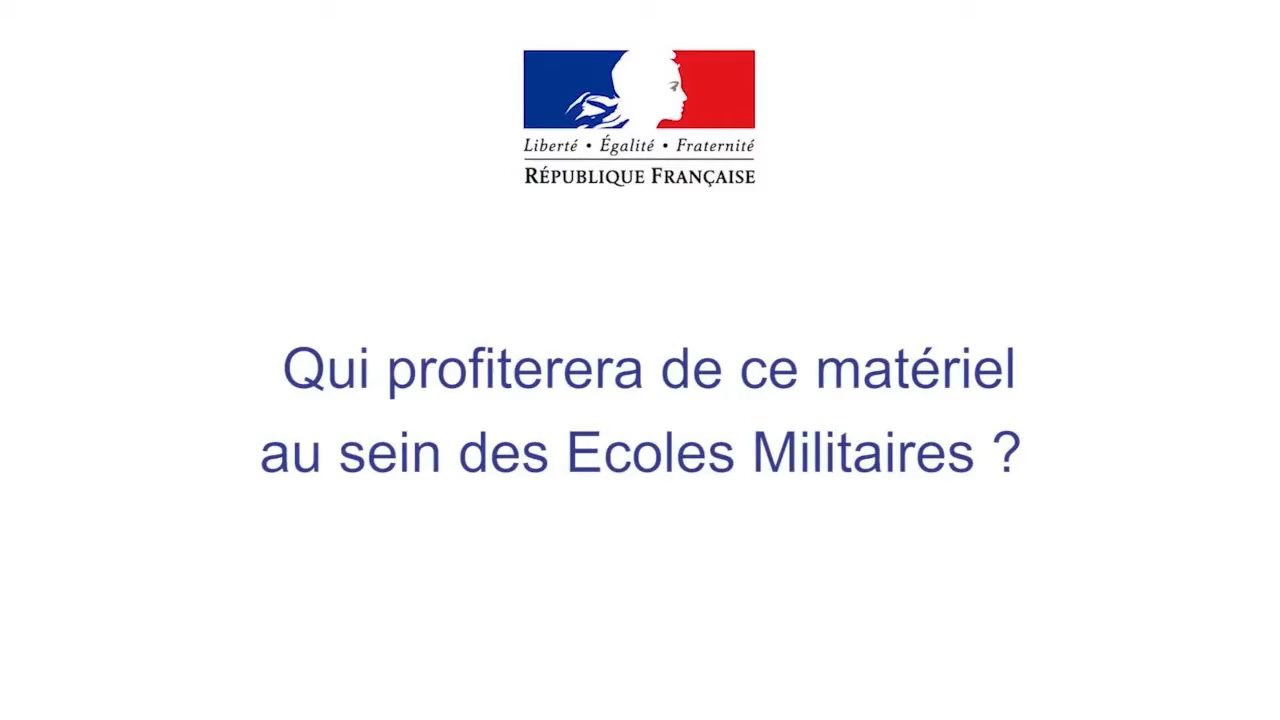 Liberté • Égalité • Fraternité
RÉPUBLIQUE FRANÇAISE
Qui profiterera de ce matériel
au sein des Ecoles Militaires ?